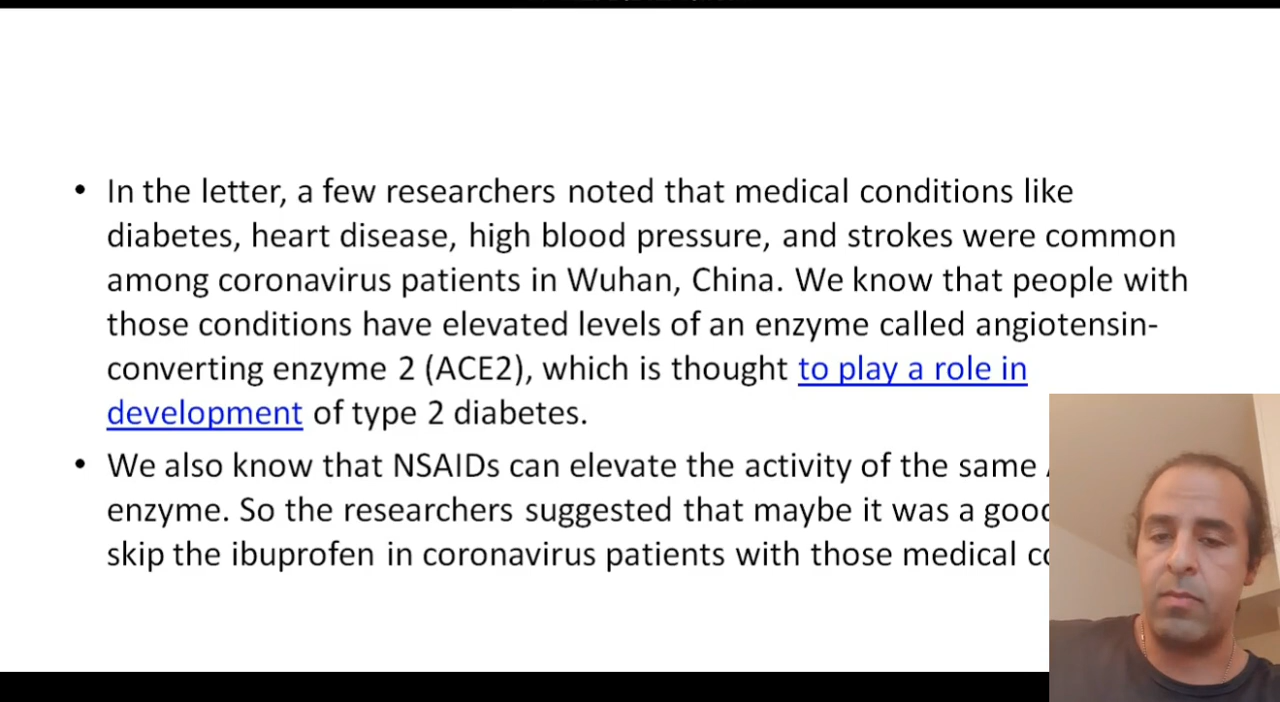 • In the letter, a few researchers noted that medical conditions like
diabetes, heart disease, high blood pressure, and strokes were common
among coronavirus patients in Wuhan, China. We know that people with
those conditions have elevated levels of an enzyme called angiotensin-
converting enzyme 2 (ACE2), which is thought to play a role in
development of type 2 diabetes.
• We also know that NSAIDs can elevate the activity of the same
enzyme. So the researchers suggested that maybe it was a
skip the ibuprofen in coronavirus patients with those medical